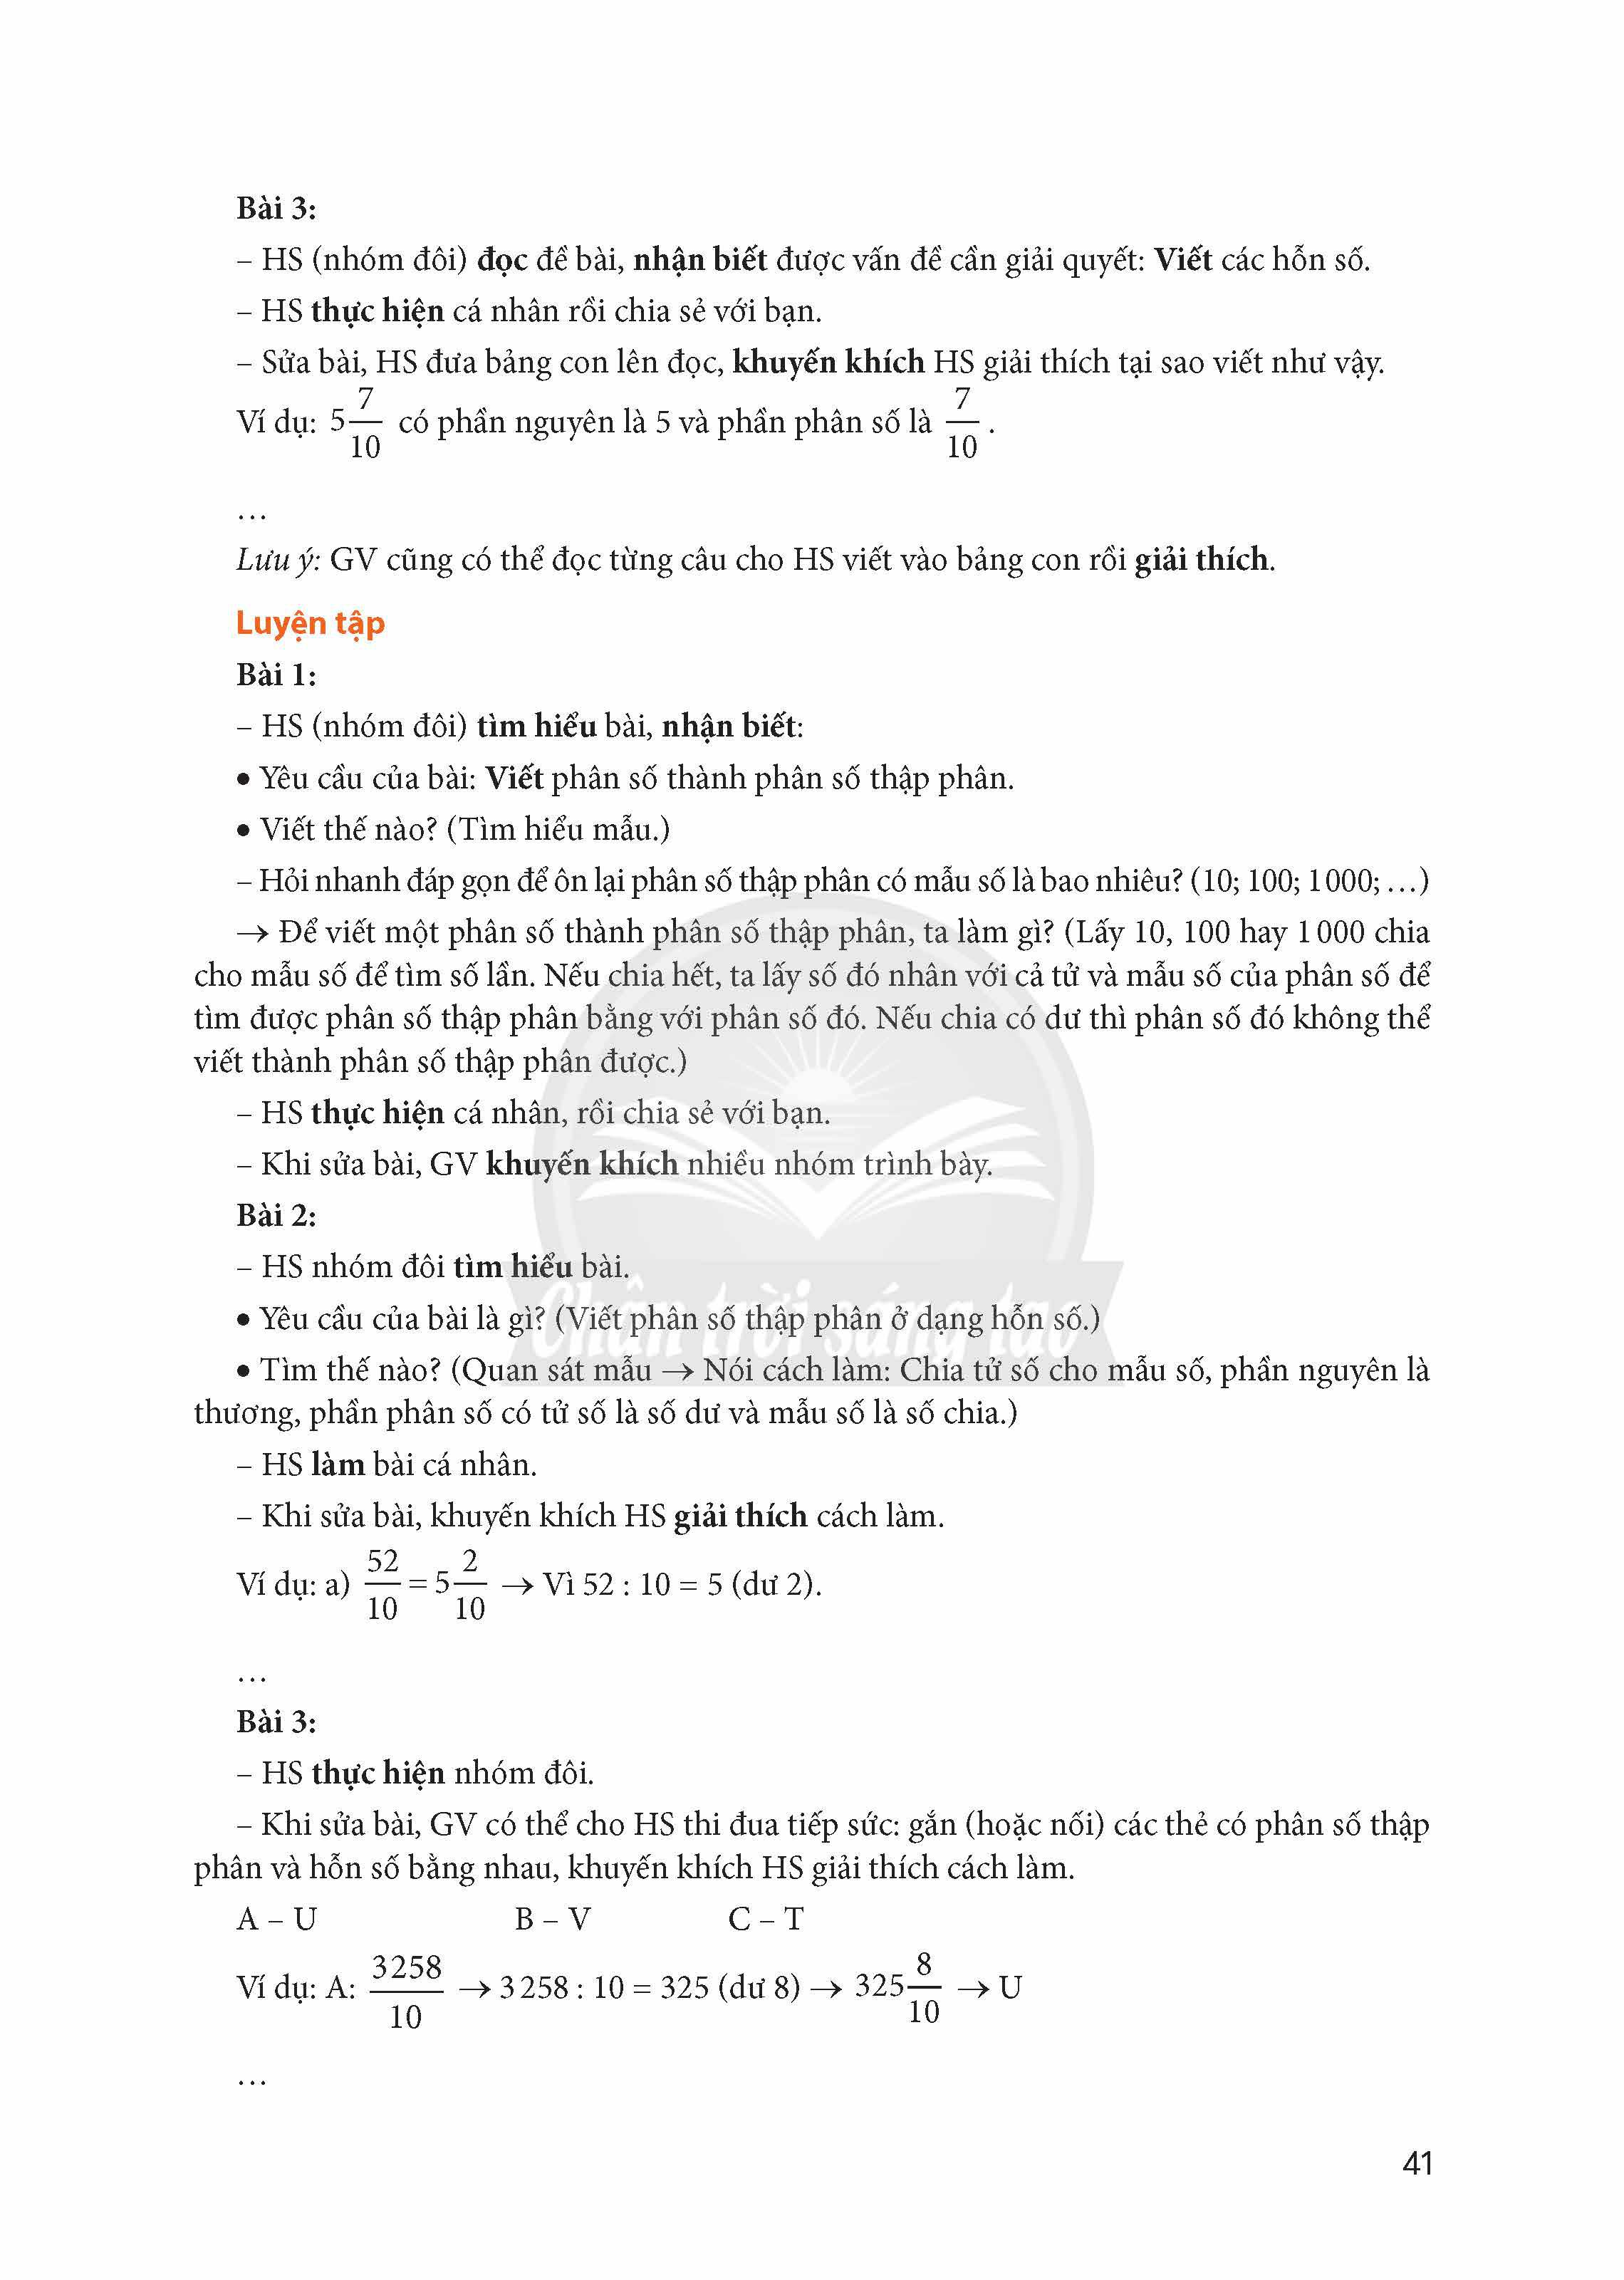 Bài 3:
– HS (nhóm đôi) đọc đề bài, nhận biết được vấn đề cần giải quyết: Viết các hỗn số.
– HS thực hiện cá nhân rồi chia sẻ với bạn.
– Sửa bài, HS đưa bảng con lên đọc, khuyến khích HS giải thích tại sao viết như vậy.
Ví dụ: 5 7/10 có phần nguyên là 5 và phần phân số là 7/10 .
…
Lưu ý: GV cũng có thể đọc từng câu cho HS viết vào bảng con rồi giải thích.
Luyện tập
Bài 1:
– HS (nhóm đôi) tìm hiểu bài, nhận biết:
• Yêu cầu của bài: Viết phân số thành phân số thập phân.
• Viết thế nào? (Tìm hiểu mẫu.)
– Hỏi nhanh đáp gọn để ôn lại phân số thập phân có mẫu số là bao nhiêu? (10; 100; 1 000; …)
→ Để viết một phân số thành phân số thập phân, ta làm gì? (Lấy 10, 100 hay 1 000 chia
cho mẫu số để tìm số lần. Nếu chia hết, ta lấy số đó nhân với cả tử và mẫu số của phân số để
tìm được phân số thập phân bằng với phân số đó. Nếu chia có dư thì phân số đó không thể
viết thành phân số thập phân được.)
– HS thực hiện cá nhân, rồi chia sẻ với bạn.
– Khi sửa bài, GV khuyến khích nhiều nhóm trình bày.
Bài 2:
– HS nhóm đôi tìm hiểu bài.
Chân trời sáng tạo
• Yêu cầu của bài là gì? (Viết phân số thập phân ở dạng hỗn số.)
• Tìm thế nào? (Quan sát mẫu → Nói cách làm: Chia tử số cho mẫu số, phần nguyên là
thương, phần phân số có tử số là số dư và mẫu số là số chia.)
– HS làm bài cá nhân.
– Khi sửa bài, khuyến khích HS giải thích cách làm.
Ví dụ: a) 52/10 = 5 2/10 → Vì 52 : 10 = 5 (dư 2).
…
Bài 3:
– HS thực hiện nhóm đôi.
– Khi sửa bài, GV có thể cho HS thi đua tiếp sức: gắn (hoặc nối) các thẻ có phân số thập
phân và hỗn số bằng nhau, khuyến khích HS giải thích cách làm.
A – U B – V C – T
Ví dụ: A: 3 258/10 → 3 258 : 10 = 325 (dư 8) → 325 8/10 → U
…
41